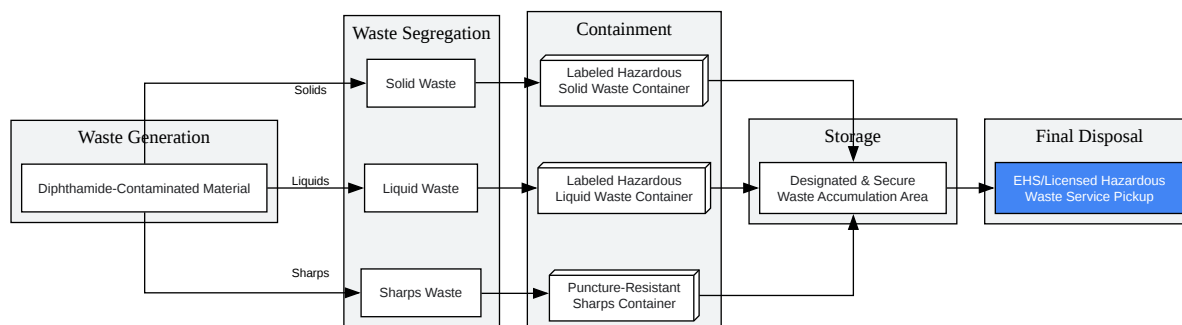 Waste Segregation
Containment
Solids
Solid Waste
Labeled Hazardous
Solid Waste Container
Waste Generation
Storage
Final Disposal
Diphthamide-Contaminated Material
Liquids
Liquid Waste
Labeled Hazardous
Liquid Waste Container
Designated & Secure
Waste Accumulation Area
EHS/Licensed Hazardous
Waste Service Pickup
Sharps
Sharps Waste
Puncture-Resistant
Sharps Container